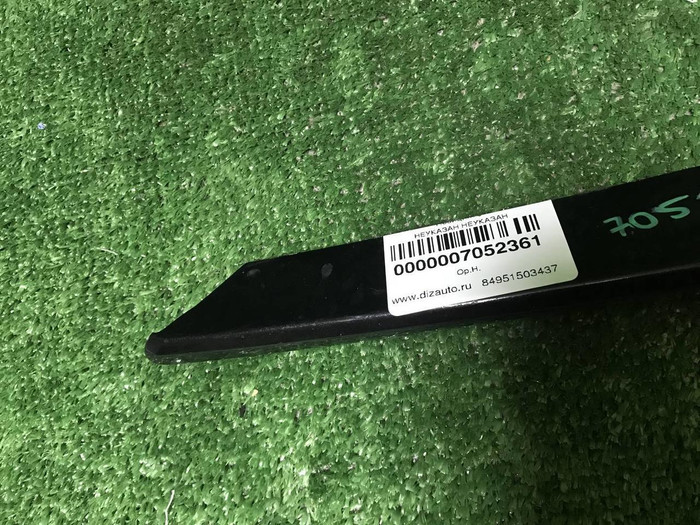 НЕУКАЗАН НЕУКАЗАН
0000007052361
Ор.Н.
www.dizauto.ru 84951503437